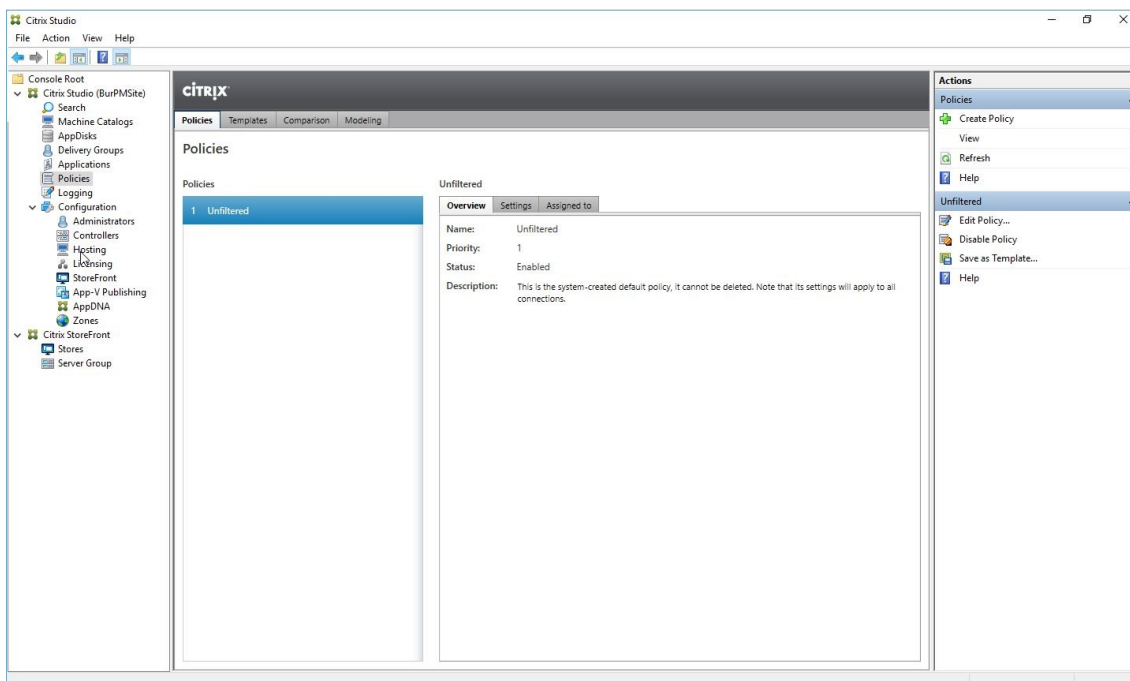 Citrix Studio
File Action View Help
Console Root
Citrix Studio (BurPMSite)
Search
Machine Catalogs
AppDisks
Delivery Groups
Applications
Policies
Logging
Configuration
Administrators
Controllers
Hosting
Licensing
StoreFront
App-V Publishing
AppDNA
Zones
Citrix StoreFront
Stores
Server Group
CITRIX
Policies Templates Comparison Modeling
Policies
Policies
1 Unfiltered
Unfiltered
Overview Settings Assigned to
Name: Unfiltered
Priority: 1
Status: Enabled
Description: This is the system-created default policy, it cannot be deleted. Note that its settings will apply to all
connections.
Actions
Policies
Create Policy
View
Refresh
Help
Unfiltered
Edit Policy...
Disable Policy
Save as Template...
Help